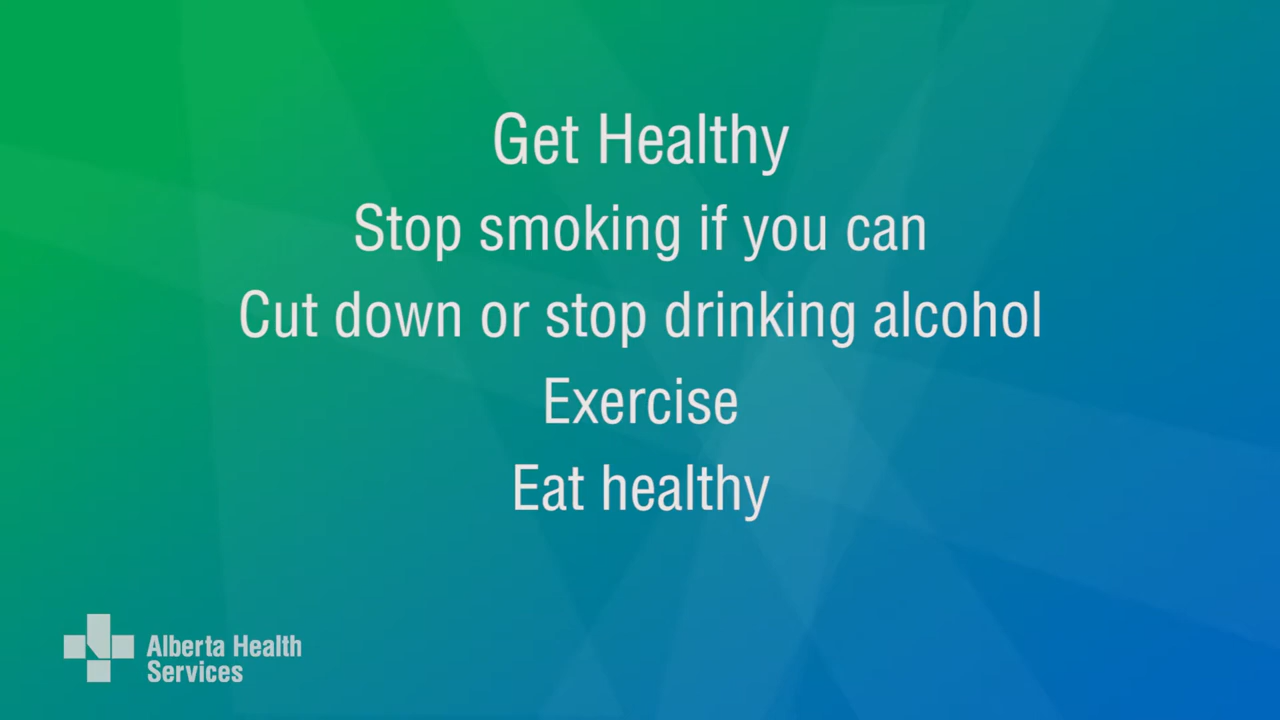 Get Healthy
Stop smoking if you can
Cut down or stop drinking alcohol
Exercise
Eat healthy
Alberta Health
Services